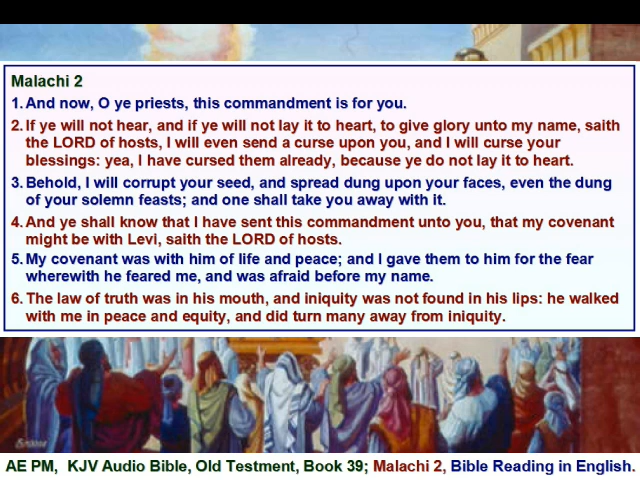 Malachi 2
1. And now, O ye priests, this commandment is for you.
2. If ye will not hear, and if ye will not lay it to heart, to give glory unto my name, saith
the LORD of hosts, I will even send a curse upon you, and I will curse your
blessings: yea, I have cursed them already, because ye do not lay it to heart.
3. Behold, I will corrupt your seed, and spread dung upon your faces, even the dung
of your solemn feasts; and one shall take you away with it.
4. And ye shall know that I have sent this commandment unto you, that my covenant
might be with Levi, saith the LORD of hosts.
5. My covenant was with him of life and peace; and I gave them to him for the fear
wherewith he feared me, and was afraid before my name.
6. The law of truth was in his mouth, and iniquity was not found in his lips: he walked
with me in peace and equity, and did turn many away from iniquity.
AE PM, KJV Audio Bible, Old Testment, Book 39; Malachi 2, Bible Reading in English.